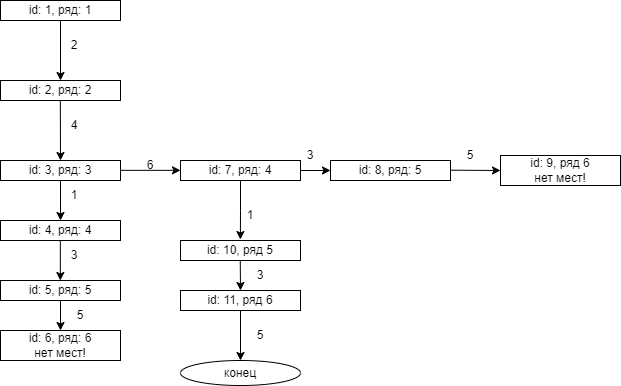 id: 1, ряд: 1
2
id: 2, ряд: 2
4
id: 3, ряд: 3
6
id: 7, ряд: 4
3
id: 8, ряд: 5
5
id: 9, ряд 6
нет мест!
1
id: 4, ряд: 4
3
id: 5, ряд: 5
5
id: 6, ряд: 6
нет мест!
1
id: 10, ряд 5
3
id: 11, ряд 6
5
конец